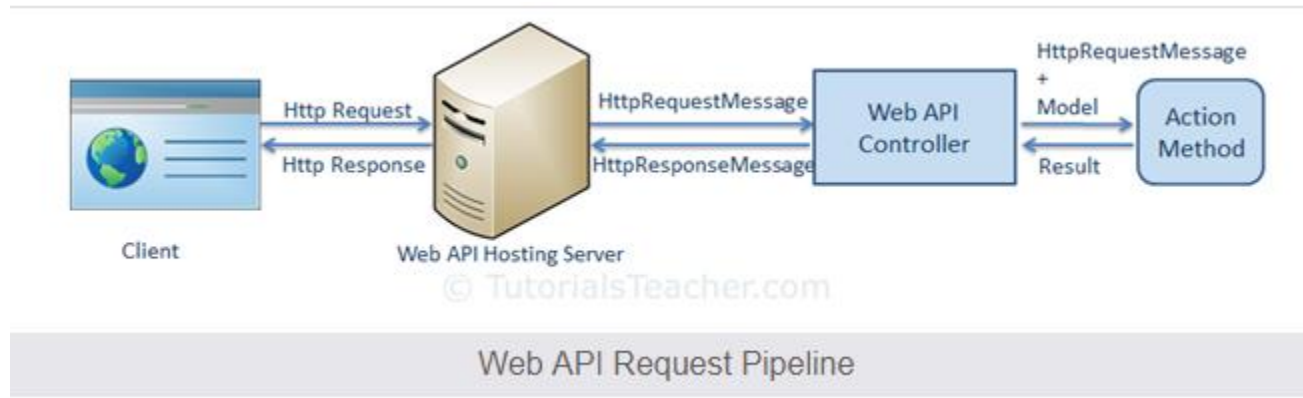 Http Request
Http Response
Client
Web API Hosting Server
HttpRequestMessage
HttpResponseMessage
Web API
Controller
HttpRequestMessage
+
Model
Result
Action
Method
© TutorialsTeacher.com
Web API Request Pipeline